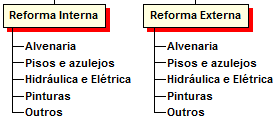 Reforma Interna
Alvenaria
Pisos e azulejos
Hidráulica e Elétrica
Pinturas
Outros
Reforma Externa
Alvenaria
Pisos e azulejos
Hidráulica e Elétrica
Pinturas
Outros